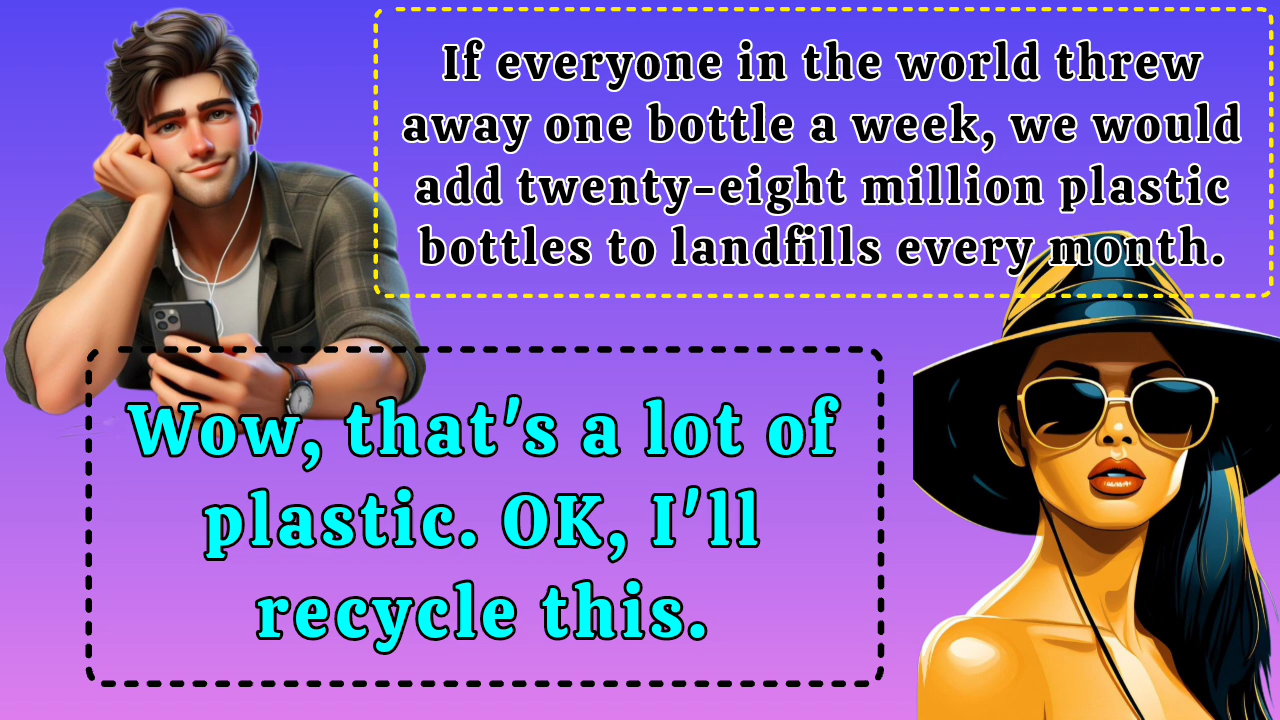 If everyone in the world threw
away one bottle a week, we would
add twenty-eight million plastic
bottles to landfills every month.
Wow, that's a lot of
plastic. OK, I'll
recycle this.